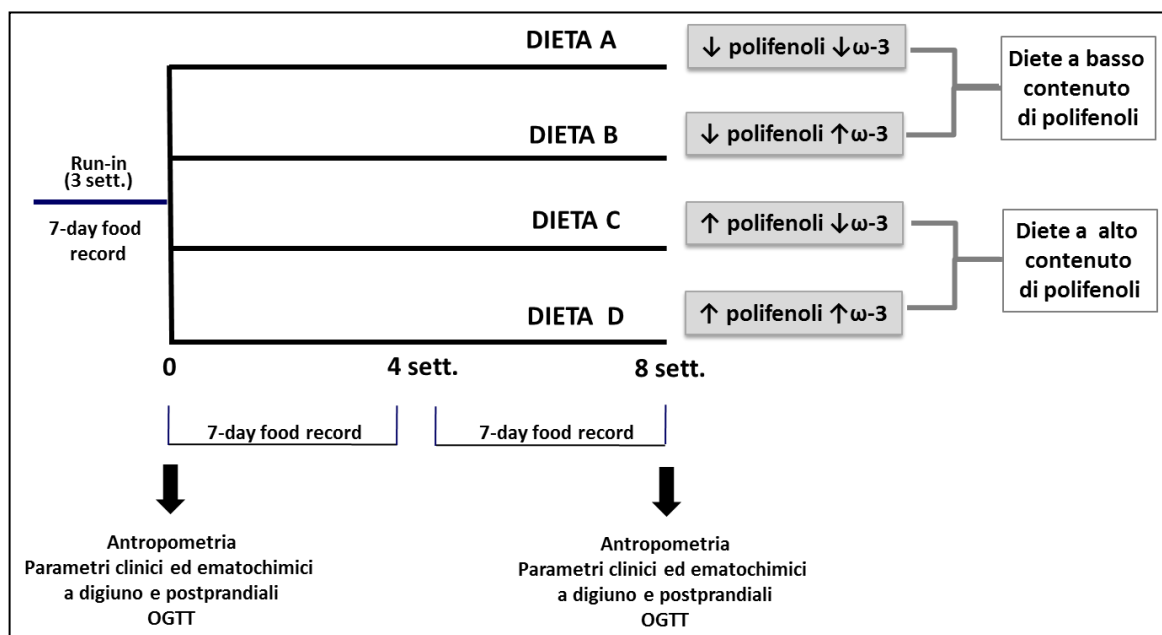 DIETA A
↓ polifenoli ↓ω-3
Diete a basso
contenuto
di polifenoli
DIETA B
↓ polifenoli ↑ω-3
Run-in
(3 sett.)
7-day food
record
DIETA C
↑ polifenoli ↓ω-3
Diete a alto
contenuto
di polifenoli
DIETA D
↑ polifenoli ↑ω-3
0
4 sett.
8 sett.
7-day food record
7-day food record
Antropometria
Parametri clinici ed ematochimici
a digiuno e postprandiali
OGTT
Antropometria
Parametri clinici ed ematochimici
a digiuno e postprandiali
OGTT